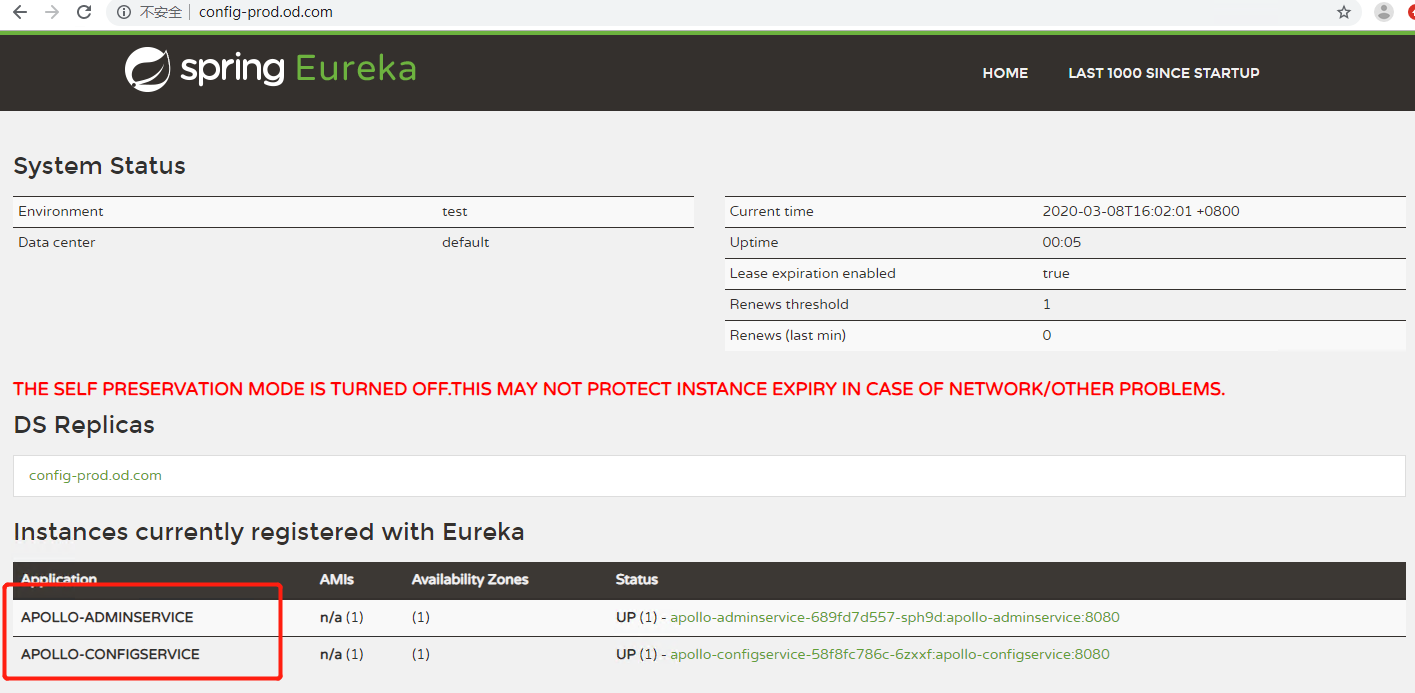 不安全 config-prod.od.com
spring Eureka
HOME LAST 1000 SINCE STARTUP
System Status
Environment test
Data center default
Current time 2020-03-08T16:02:01 +0800
Uptime 00:05
Lease expiration enabled true
Renews threshold 1
Renews (last min) 0
THE SELF PRESERVATION MODE IS TURNED OFF.THIS MAY NOT PROTECT INSTANCE EXPIRY IN CASE OF NETWORK/OTHER PROBLEMS.
DS Replicas
config-prod.od.com
Instances currently registered with Eureka
Application AMIs Availability Zones Status
APOLLO-ADMINSERVICE n/a (1) (1) UP (1) - apollo-adminservice-689fd7d557-sph9d:apollo-adminservice:8080
APOLLO-CONFIGSERVICE n/a (1) (1) UP (1) - apollo-configservice-58f8fc786c-6zxxf:apollo-configservice:8080